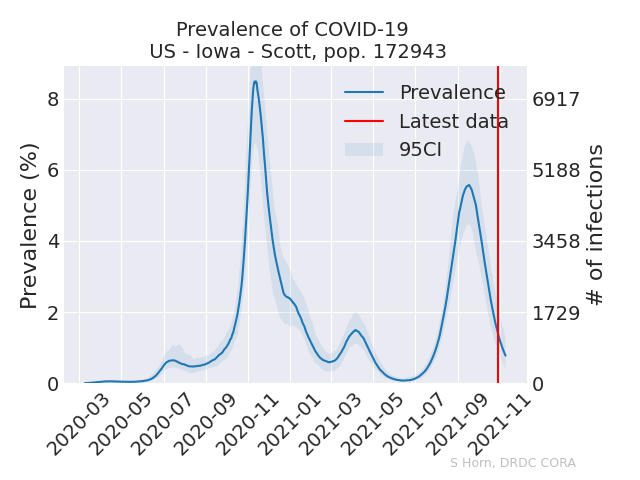 Prevalence of COVID-19
US - Iowa - Scott, pop. 172943
Prevalence
Latest data
95CI
Prevalence (%)
8
6
4
2
0
6917
5188
3458
1729
0
# of infections
2020-03
2020-05
2020-07
2020-09
2020-11
2021-01
2021-03
2021-05
2021-07
2021-09
2021-11
S Horn, DRDC CORA